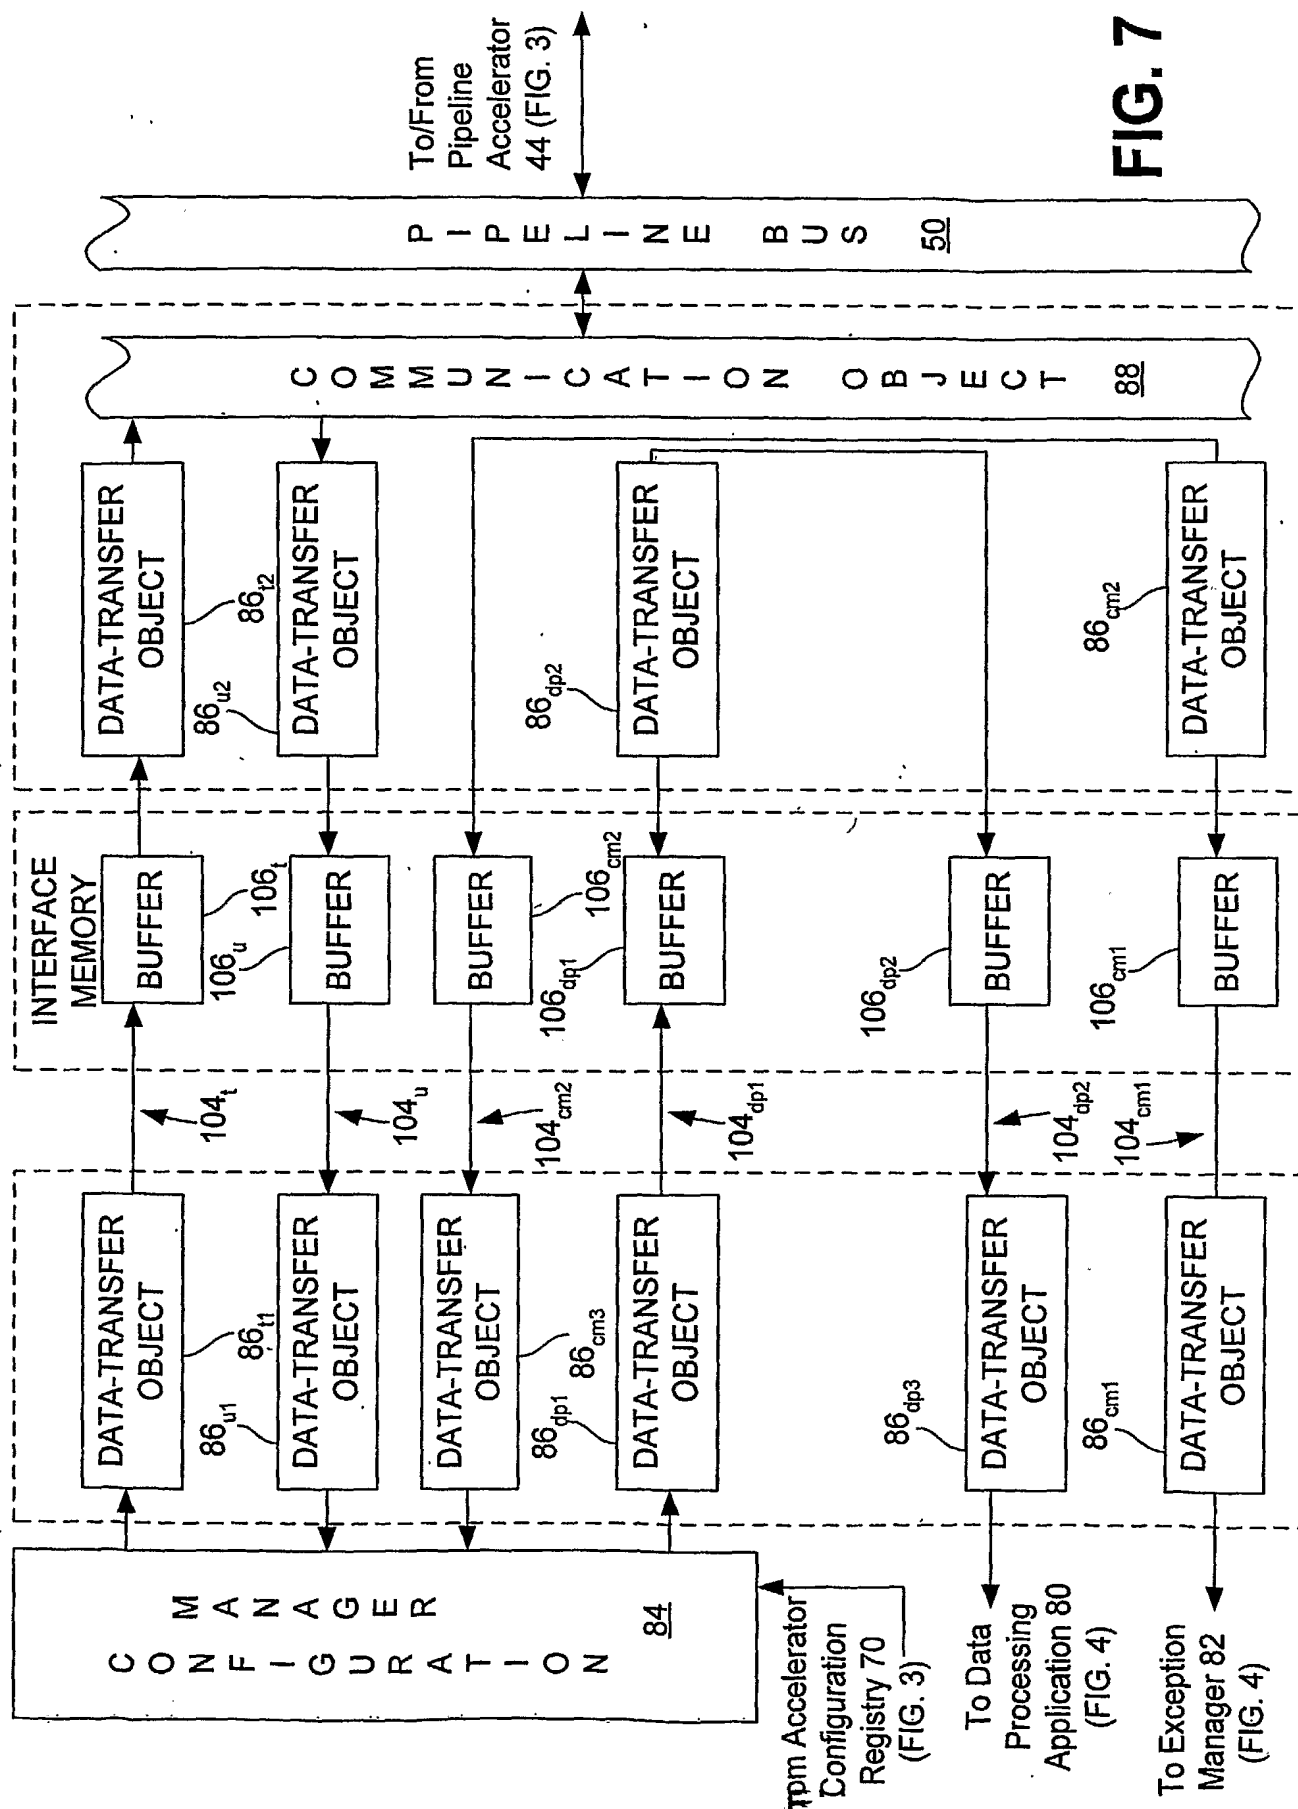 CONFIGURATION
MANAGER
84
Accelerator
Configuration
Registry 70
(FIG. 3)
DATA-TRANSFER
OBJECT
86t1
104t
INTERFACE
MEMORY
BUFFER
106t
DATA-TRANSFER
OBJECT
86t2
86u1
DATA-TRANSFER
OBJECT
104u
106u
BUFFER
86u2
DATA-TRANSFER
OBJECT
DATA-TRANSFER
OBJECT
86cm3
104cm2
BUFFER
106cm2
86dp1
DATA-TRANSFER
OBJECT
104dp1
106dp1
BUFFER
86dp2
DATA-TRANSFER
OBJECT
To Data
Processing
Application 80
(FIG. 4)
86dp3
DATA-TRANSFER
OBJECT
104dp2
106dp2
BUFFER
To Exception
Manager 82
(FIG. 4)
86cm1
DATA-TRANSFER
OBJECT
104cm1
106cm1
BUFFER
86cm2
DATA-TRANSFER
OBJECT
COMMUNICATION OBJECT
88
PIPELINE BUS
50
To/From
Pipeline
Accelerator
44 (FIG. 3)
FIG. 7